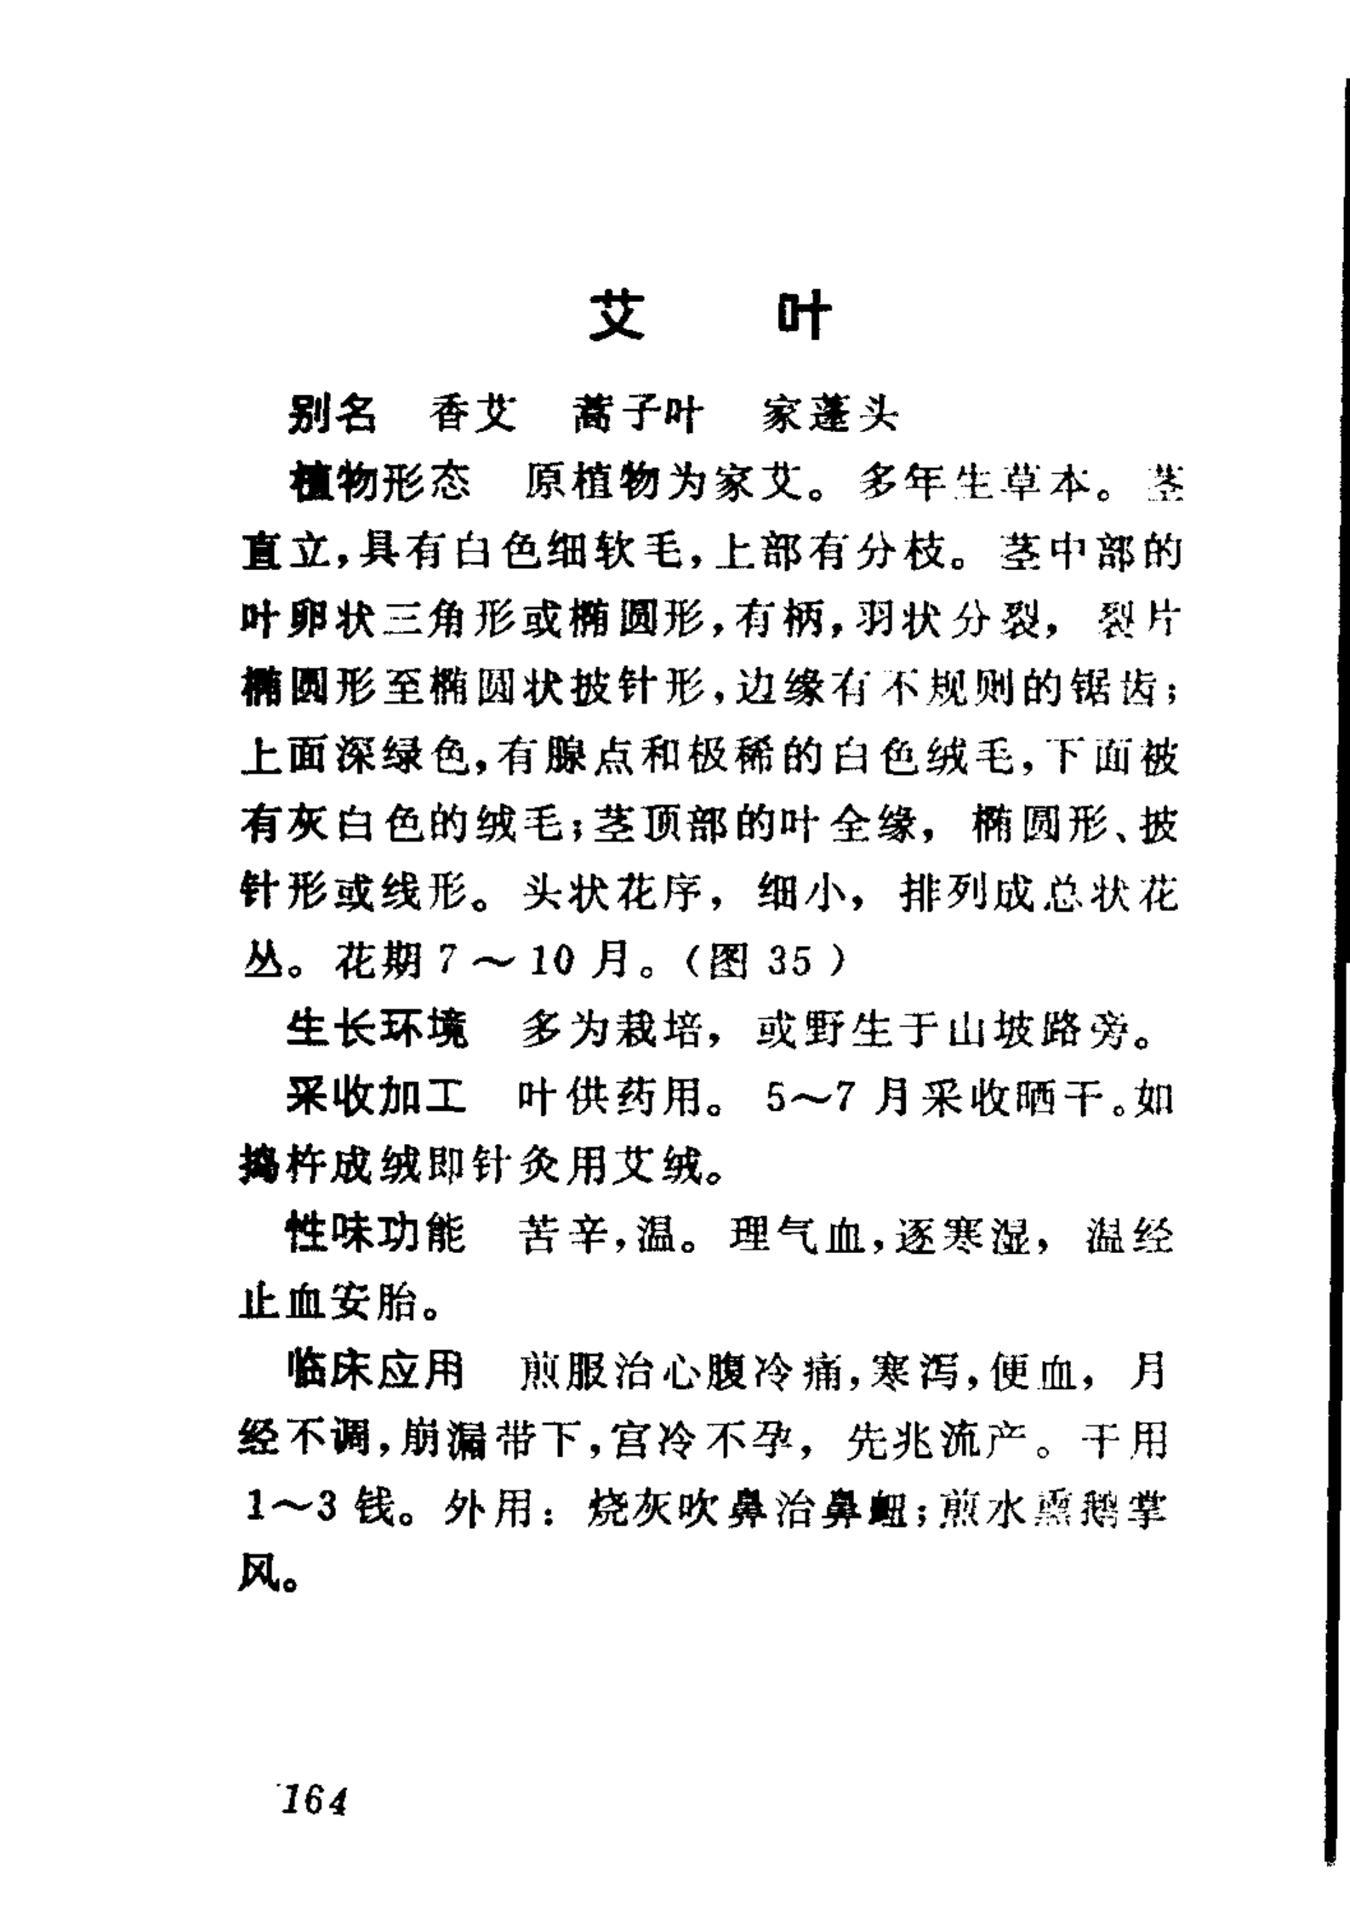 艾 叶
别名 香艾 蒿子叶 家蓬头
植物形态 原植物为家艾。多年生草本。茎
直立,具有白色细软毛,上部有分枝。茎中部的
叶卵状三角形或椭圆形,有柄,羽状分裂,裂片
椭圆形至椭圆状披针形,边缘有不规则的锯齿;
上面深绿色,有腺点和极稀的白色绒毛,下面被
有灰白色的绒毛;茎顶部的叶全缘,椭圆形、披
针形或线形。头状花序,细小,排列成总状花
丛。花期7～10月。(图35)
生长环境 多为栽培,或野生于山坡路旁。
采收加工 叶供药用。5～7月采收晒干。如
捣杵成绒即针灸用艾绒。
性味功能 苦辛,温。理气血,逐寒湿,温经
止血安胎。
临床应用 煎服治心腹冷痛,寒泻,便血,月
经不调,崩漏带下,宫冷不孕,先兆流产。干用
1～3钱。外用:烧灰吹鼻治鼻衄;煎水熏鹅掌
风。
164